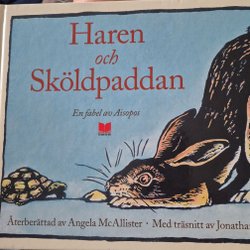 Haren
och
Sköldpaddan
En fabel av Aisopos
Återberättad av Angela McAllister • Med träsnitt av Jonatha